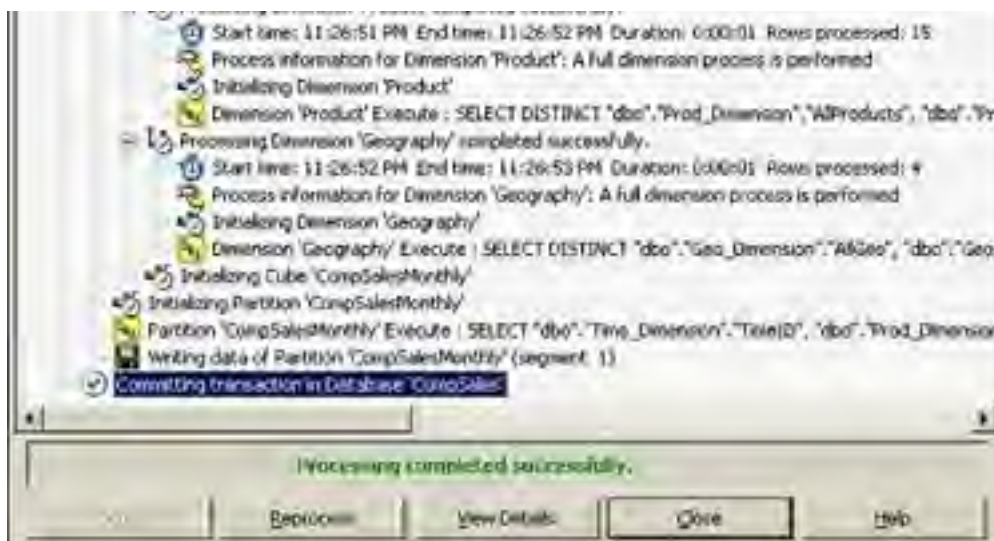 Processing Dimension 'Product' completed successfully.
Start time: 11:26:51 PM End time: 11:26:52 PM Duration: 0:00:01 Rows processed: 15
Process information for Dimension 'Product': A full dimension process is performed
Initializing Dimension 'Product'
Dimension 'Product' Execute : SELECT DISTINCT "dbo"."Prod_Dimension"."AllProducts", "dbo"."Pr
Processing Dimension 'Geography' completed successfully.
Start time: 11:26:52 PM End time: 11:26:53 PM Duration: 0:00:01 Rows processed: 4
Process information for Dimension 'Geography': A full dimension process is performed
Initializing Dimension 'Geography'
Dimension 'Geography' Execute : SELECT DISTINCT "dbo"."Geo_Dimension"."AllGeo", "dbo"."Geo
Initializing Cube 'CompSalesMonthly'
Initializing Partition 'CompSalesMonthly'
Partition 'CompSalesMonthly' Execute : SELECT "dbo"."Time_Dimension"."TimeID", "dbo"."Prod_Dimension
Writing data of Partition 'CompSalesMonthly' (segment 1)
Committing transaction in Database 'CompSales'
Processing completed successfully.
Reprocess View Details Close Help